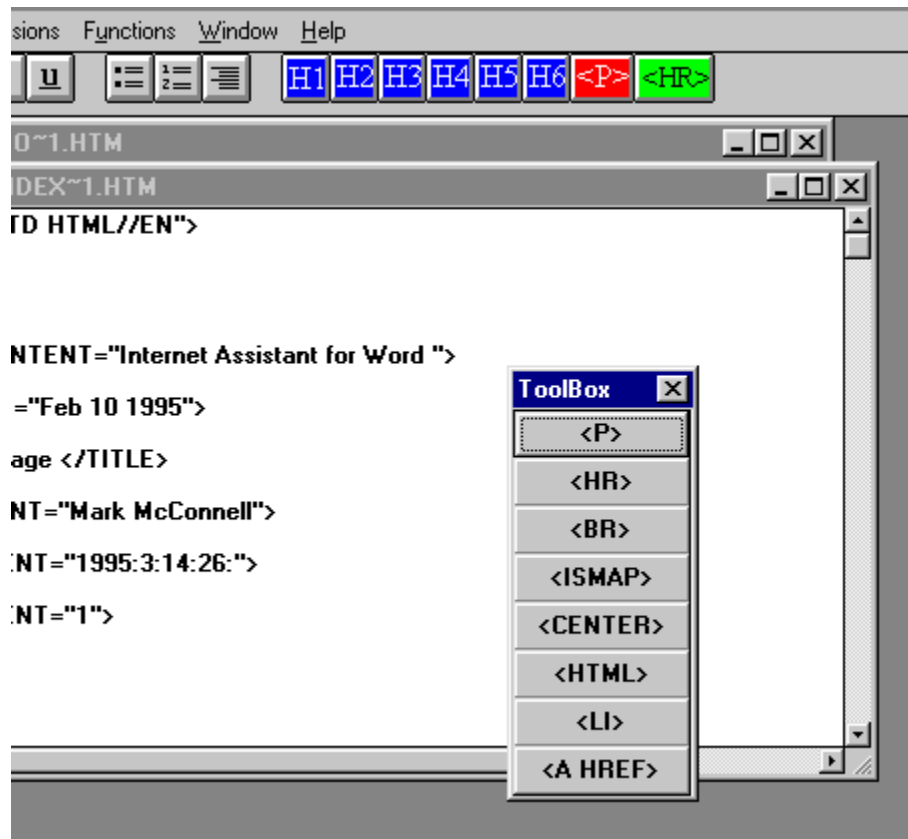 sions Functions Window Help
u H1 H2 H3 H4 H5 H6 <P> <HR>
O~1.HTM
NDEX~1.HTM
TD HTML//EN">
NTENT="Internet Assistant for Word ">
="Feb 10 1995">
age </TITLE>
NT="Mark McConnell">
NT="1995:3:14:26:">
NT="1">
ToolBox
<P>
<HR>
<BR>
<ISMAP>
<CENTER>
<HTML>
<LI>
<A HREF>